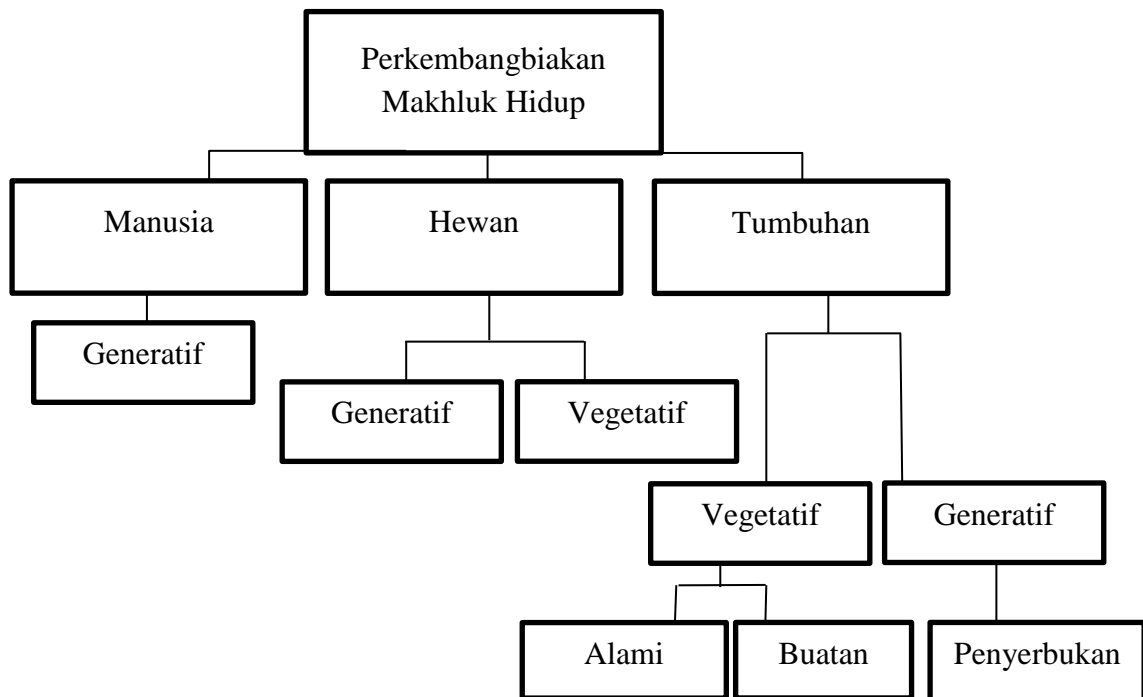 Perkembangbiakan
Makhluk Hidup
Manusia
Hewan
Tumbuhan
Generatif
Generatif
Vegetatif
Vegetatif
Generatif
Alami
Buatan
Penyerbukan